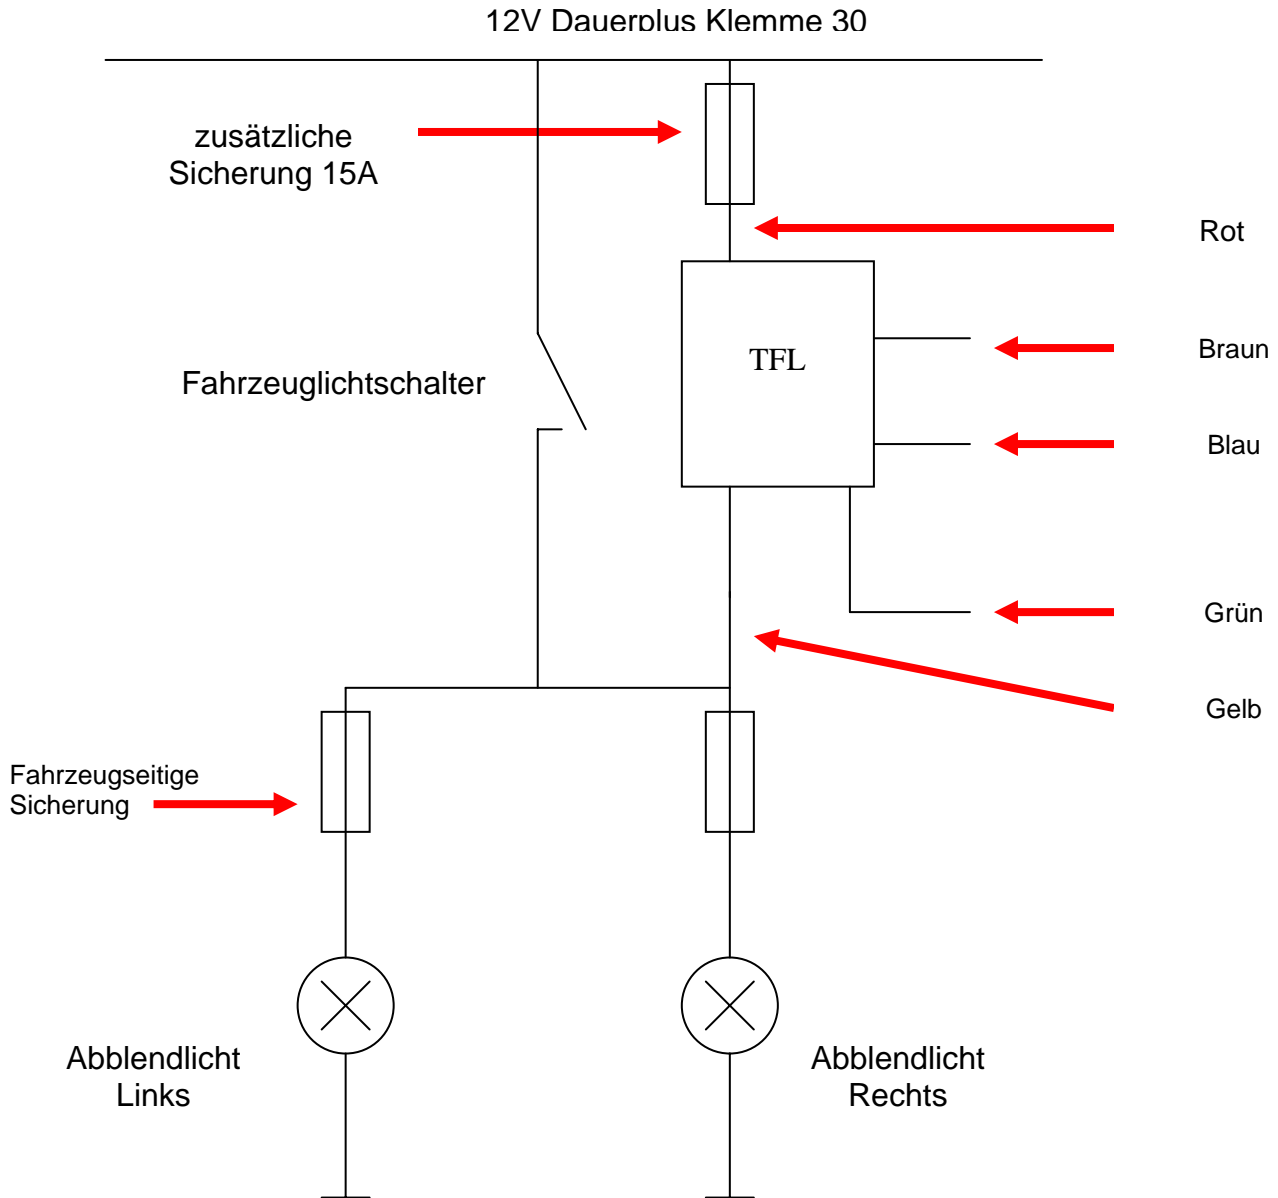 12V Dauerplus Klemme 30
zusätzliche
Sicherung 15A
Rot
TFL
Braun
Fahrzeuglichtschalter
Blau
Grün
Gelb
Fahrzeugseitige
Sicherung
Abblendlicht
Links
Abblendlicht
Rechts